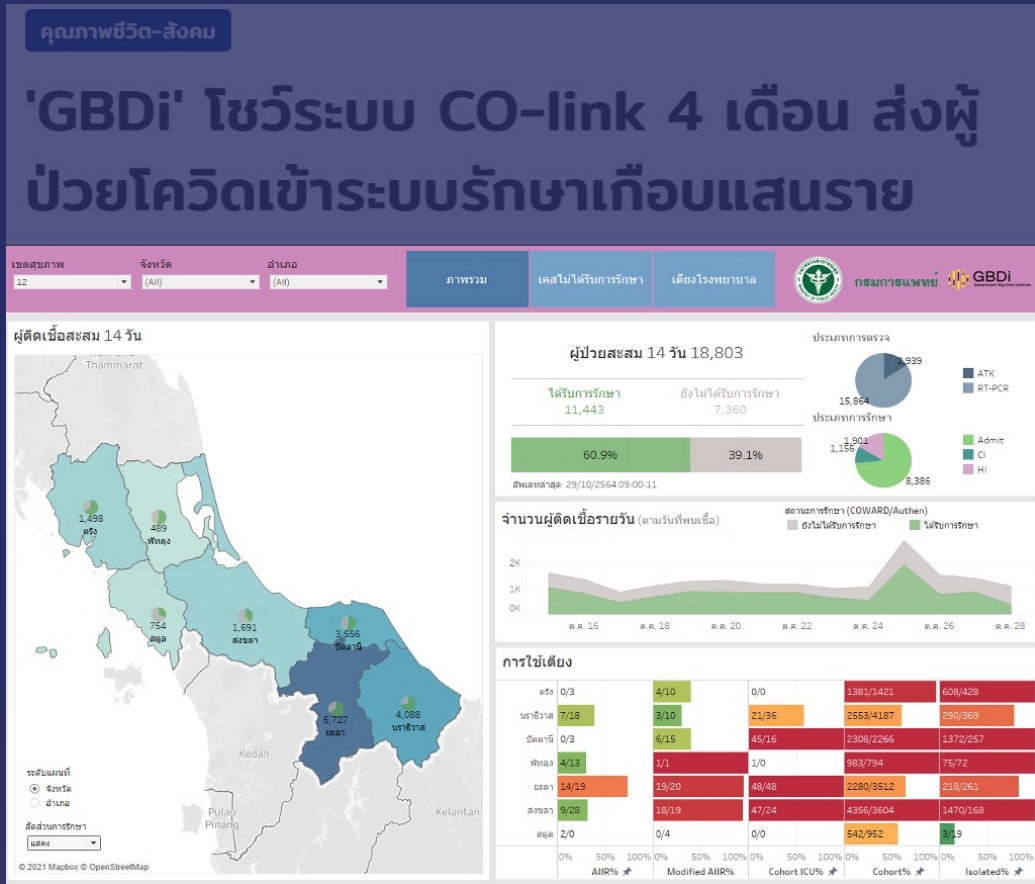 คุณภาพชีวิต-สังคม
'GBDi' โชว์ระบบ CO-link 4 เดือน ส่งผู้
ป่วยโควิดเข้าระบบรักษาเกือบแสนราย
เขตสุขภาพ จังหวัด อำเภอ
12 (All) (All)
ภาพรวม เคสไม่ได้รับการรักษา เตียงโรงพยาบาล
กรมการแพทย์ GBDi
ผู้ติดเชื้อสะสม 14 วัน
Thammarat
1,498
ตรัง
489
พัทลุง
754
สตูล
1,691
สงขลา
3,556
ปัตตานี
6,727
ยะลา
4,088
นราธิวาส
Kedah
Pulau
Pinang
Kelantan
ระดับแผนที่
จังหวัด
อำเภอ
สัดส่วนการรักษา
แสดง
© 2021 Mapbox © OpenStreetMap
ผู้ป่วยสะสม 14 วัน 18,803
ได้รับการรักษา ยังไม่ได้รับการรักษา
11,443 7,360
60.9% 39.1%
อัพเดทล่าสุด: 29/10/2564 09:00:11
ประเภทการตรวจ
2,939
15,864
ATK
RT-PCR
ประเภทการรักษา
1,901
1,156
8,386
Admit
CI
HI
จำนวนผู้ติดเชื้อรายวัน (ตามวันที่พบเชื้อ)
สถานะการรักษา (COWARD/Authen)
ยังไม่ได้รับการรักษา ได้รับการรักษา
2K
1K
0K
ต.ค. 16 ต.ค. 18 ต.ค. 20 ต.ค. 22 ต.ค. 24 ต.ค. 26 ต.ค. 28
การใช้เตียง
ตรัง 0/3 4/10 0/0 1381/1421 608/428
นราธิวาส 7/18 3/10 21/36 2553/4187 290/369
ปัตตานี 0/3 6/15 45/16 2308/2266 1372/257
พัทลุง 4/13 1/1 1/0 983/794 75/72
ยะลา 14/19 19/20 48/48 2280/3512 218/261
สงขลา 9/28 18/19 47/24 4356/3604 1470/168
สตูล 2/0 0/4 0/0 542/952 3/19
0% 50% 100% 0% 50% 100% 0% 50% 100% 0% 50% 100% 0% 50% 100%
AIIR% Modified AIIR% Cohort ICU% Cohort% Isolated%